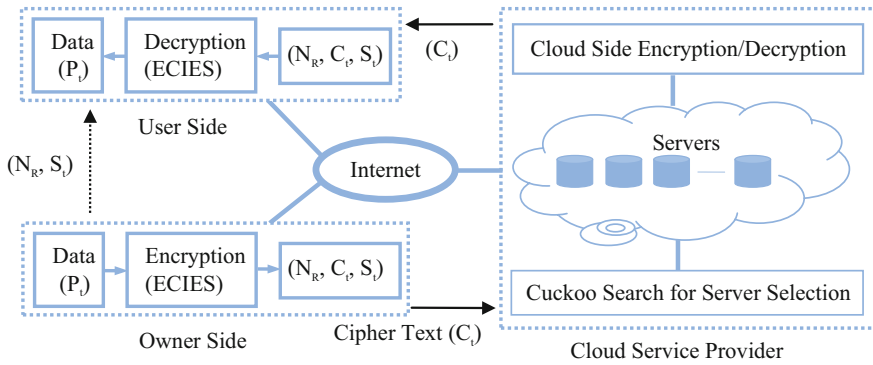 Data
(Pt)
Decryption
(ECIES)
(NR, Ct, St)
(Ct)
Cloud Side Encryption/Decryption
User Side
Servers
(NR, St)
Internet
Data
(Pt)
Encryption
(ECIES)
(NR, Ct, St)
Cuckoo Search for Server Selection
Owner Side
Cipher Text (Ct)
Cloud Service Provider